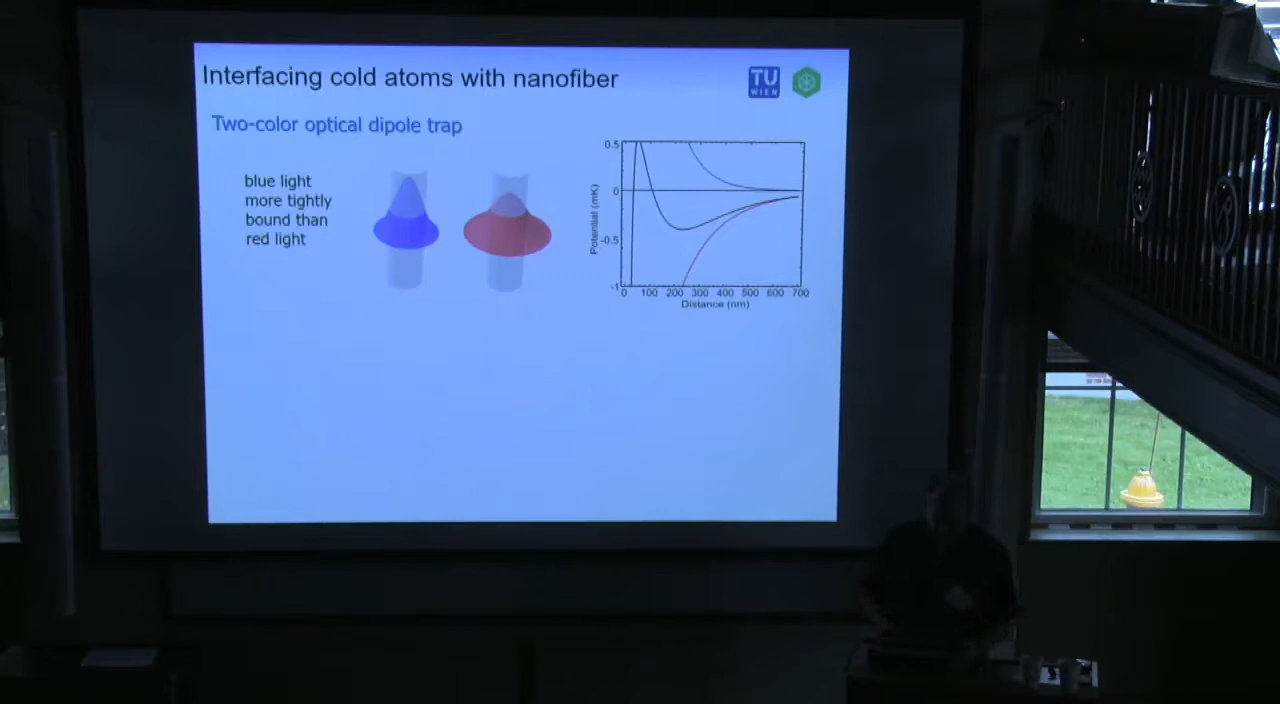 Interfacing cold atoms with nanofiber
TU
WIEN
Two-color optical dipole trap
blue light
more tightly
bound than
red light
Potential (mK)
0.5
0
-0.5
-1
0 100 200 300 400 500 600 700
Distance (nm)